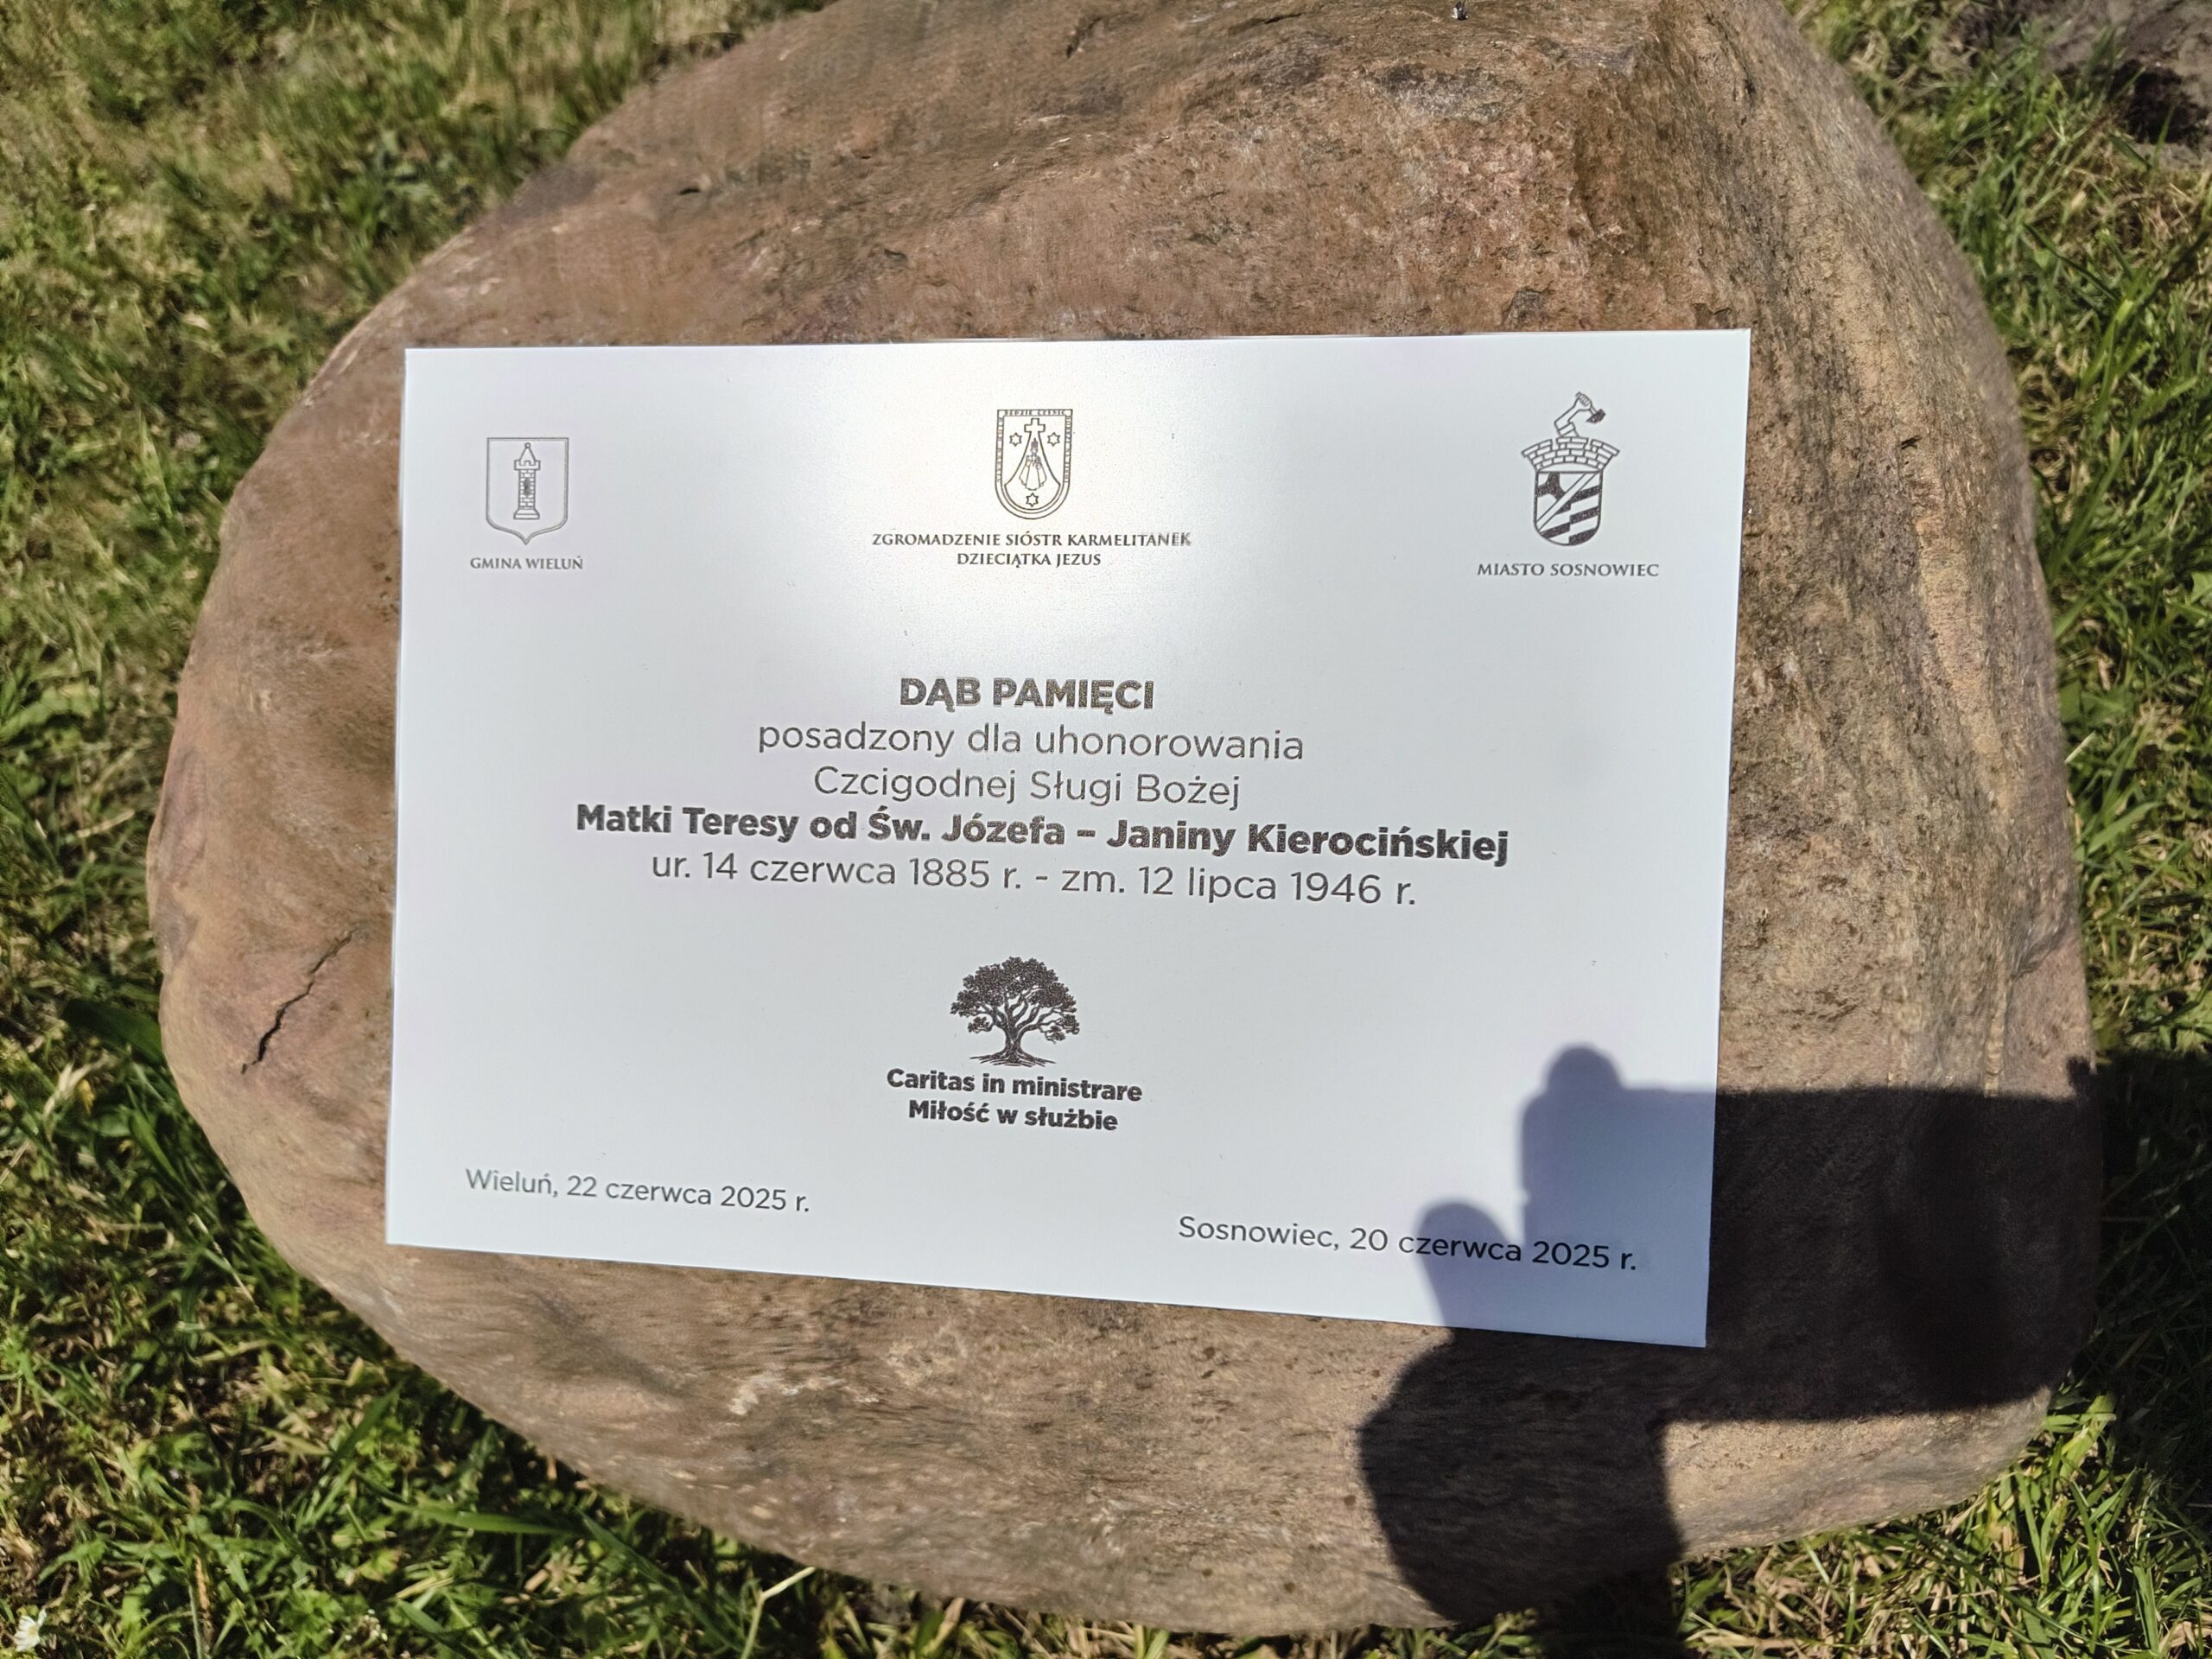 GMINA WIELUŃ
ZGROMADZENIE SIÓSTR KARMELITANEK
DZIECIĄTKA JEZUS
MIASTO SOSNOWIEC
DĄB PAMIĘCI
posadzony dla uhonorowania
Czcigodnej Sługi Bożej
Matki Teresy od Św. Józefa – Janiny Kierocińskiej
ur. 14 czerwca 1885 r. - zm. 12 lipca 1946 r.
Caritas in ministrare
Miłość w służbie
Wieluń, 22 czerwca 2025 r.
Sosnowiec, 20 czerwca 2025 r.